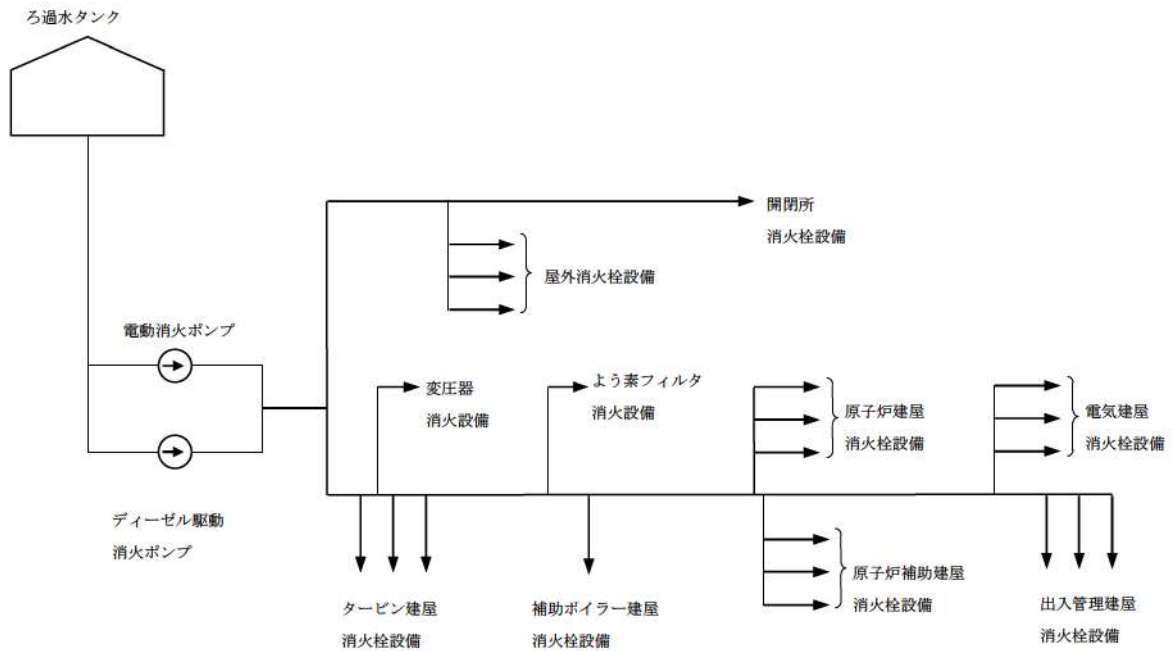 ろ過水タンク
開閉所
消火栓設備
屋外消火栓設備
電動消火ポンプ
変圧器
消火設備
よう素フィルタ
消火設備
原子炉建屋
消火栓設備
電気建屋
消火栓設備
ディーゼル駆動
消火ポンプ
タービン建屋
消火栓設備
補助ボイラー建屋
消火栓設備
原子炉補助建屋
消火栓設備
出入管理建屋
消火栓設備